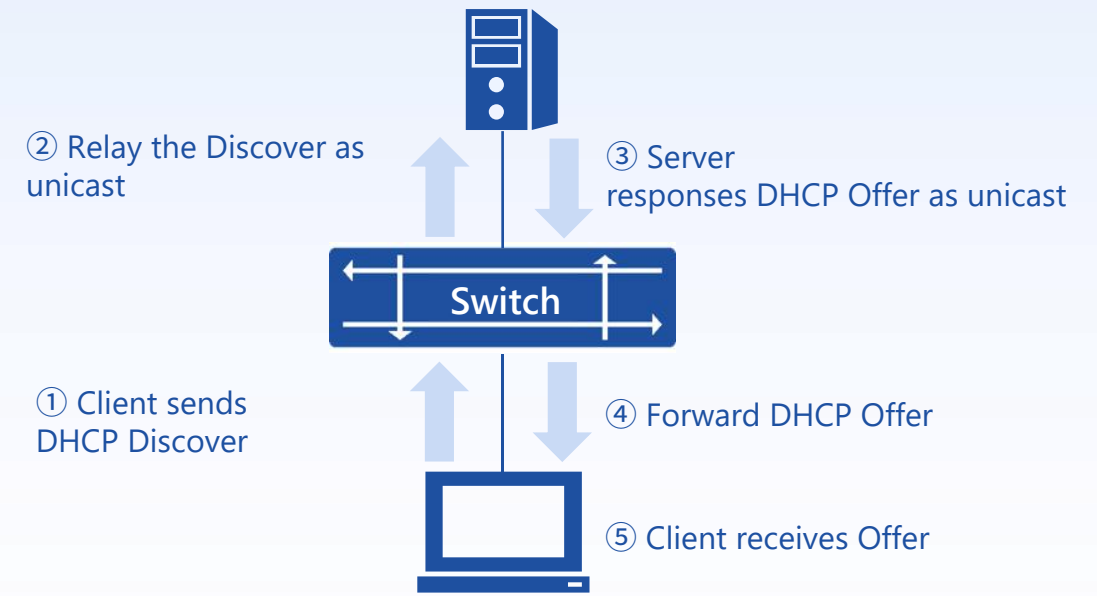 ② Relay the Discover as
unicast
③ Server
responses DHCP Offer as unicast
Switch
① Client sends
DHCP Discover
④ Forward DHCP Offer
⑤ Client receives Offer